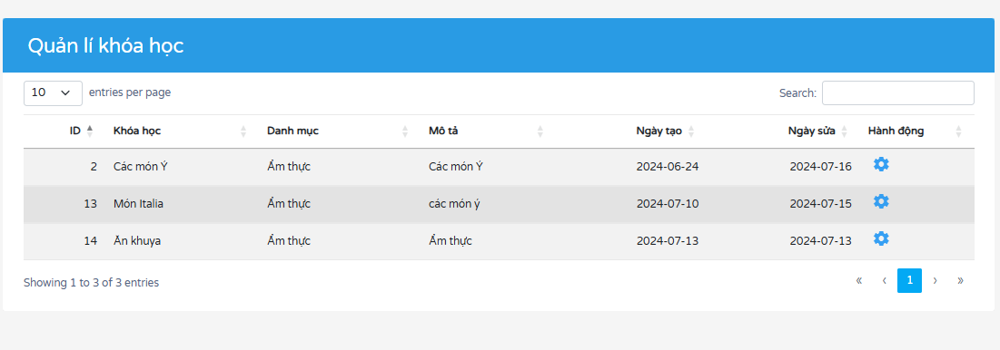 Quản lí khóa học
10 entries per page Search:
ID Khóa học Danh mục Mô tả Ngày tạo Ngày sửa Hành động
2 Các món Ý Ẩm thực Các món Ý 2024-06-24 2024-07-16
13 Món Italia Ẩm thực các món ý 2024-07-10 2024-07-15
14 Ăn khuya Ẩm thực Ẩm thực 2024-07-13 2024-07-13
Showing 1 to 3 of 3 entries « ‹ 1 › »